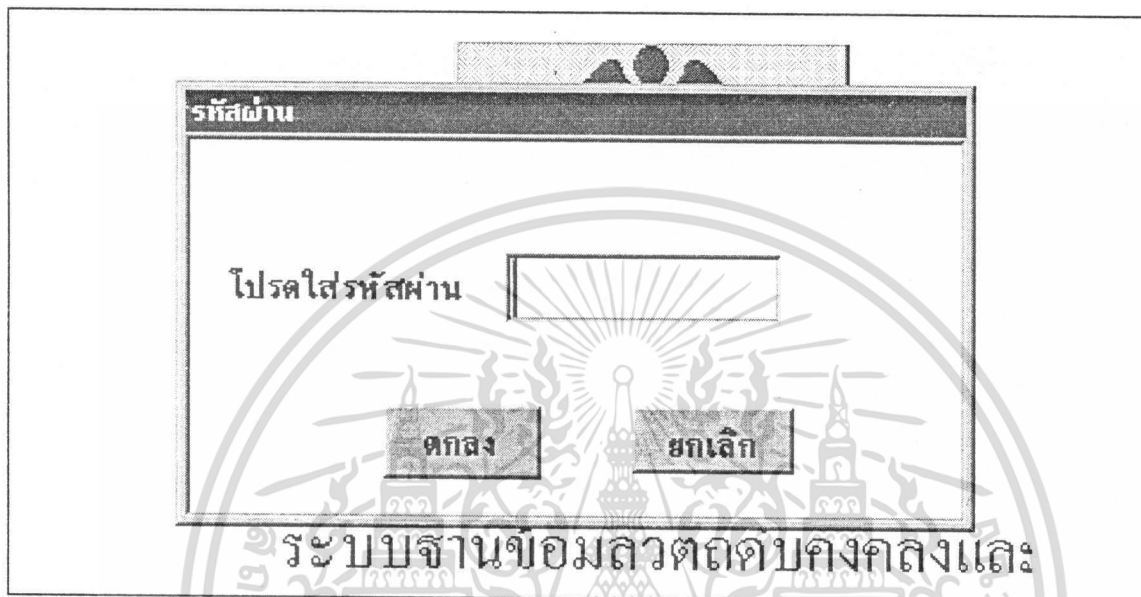 รหัสผ่าน
โปรดใส่รหัสผ่าน
ตกลง ยกเลิก
ระบบฐานข้อมูลวัตถุดิบคงคลังและ